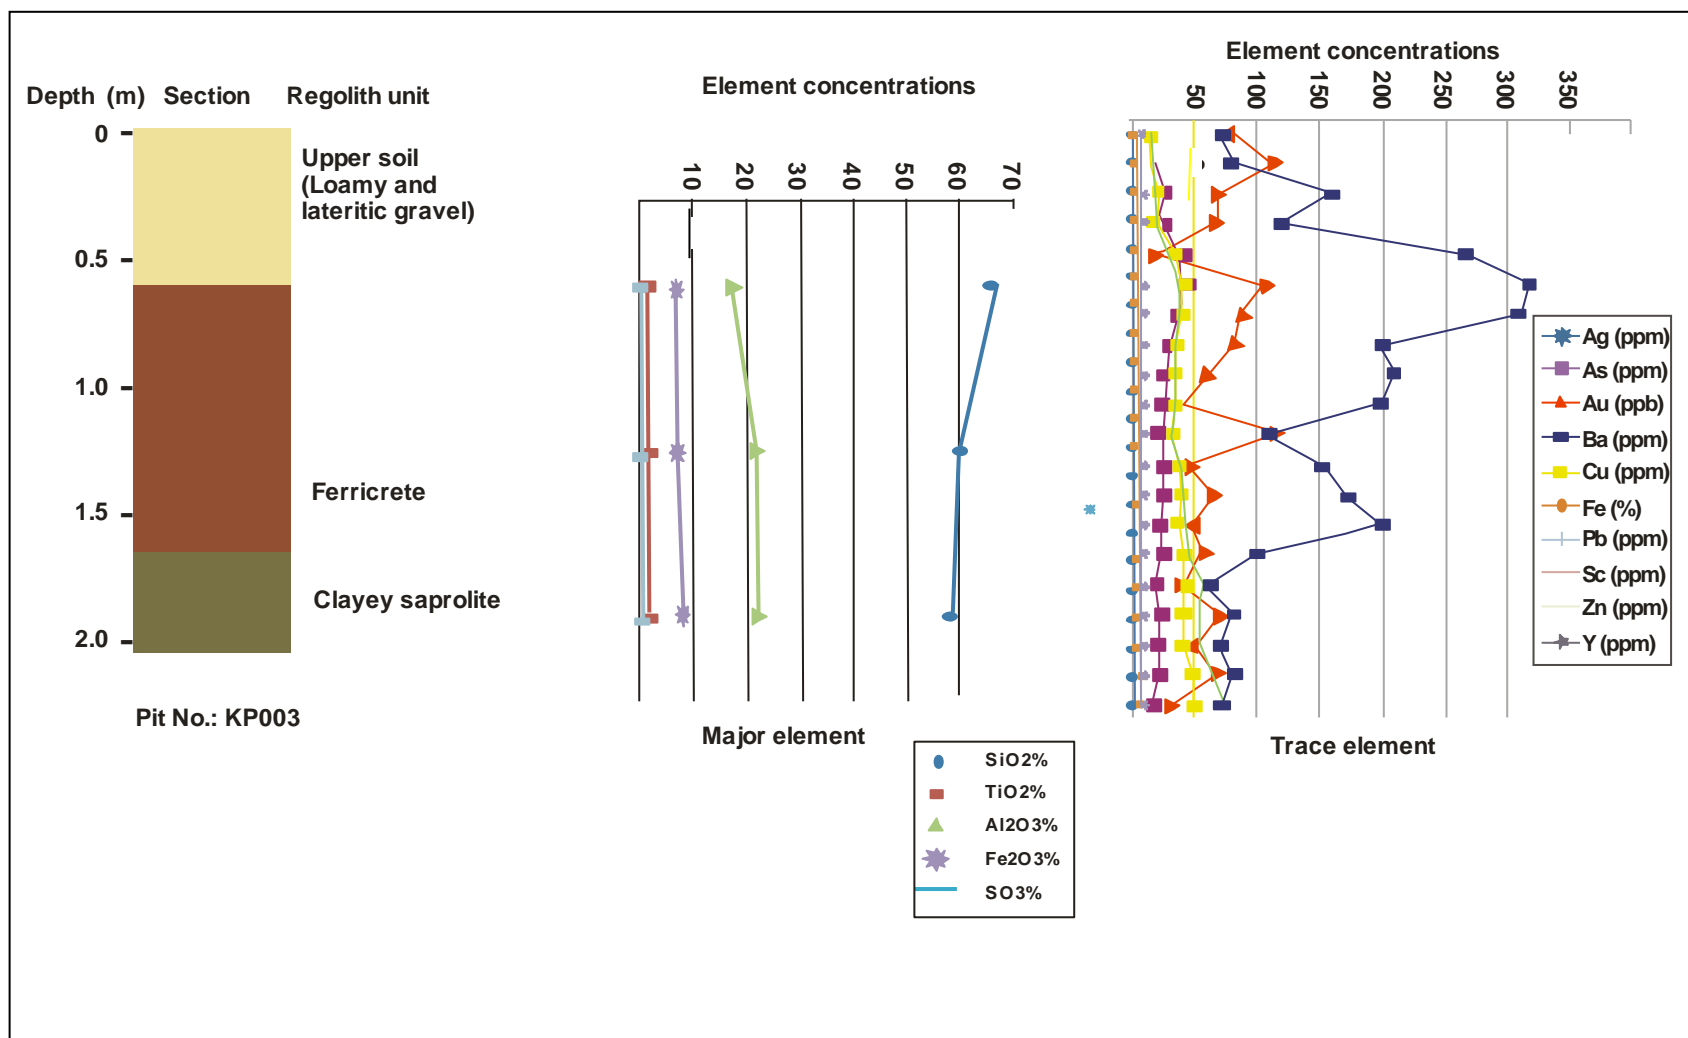 Element concentrations
Element concentrations
Depth (m) Section Regolith unit
50 100 150 200 250 300 350
10 20 30 40 50 60 70
0
Upper soil
(Loamy and
lateritic gravel)
0.5
1.0
Ferricrete
1.5
Clayey saprolite
2.0
Pit No.: KP003
Major element
Trace element
SiO2%
TiO2%
Al2O3%
Fe2O3%
SO3%
Ag (ppm)
As (ppm)
Au (ppb)
Ba (ppm)
Cu (ppm)
Fe (%)
Pb (ppm)
Sc (ppm)
Zn (ppm)
Y (ppm)